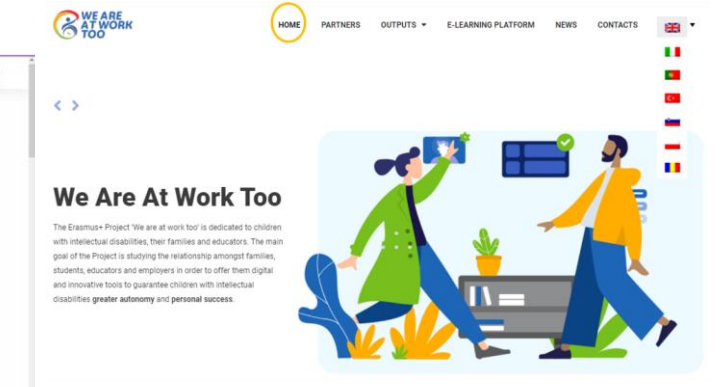 WE ARE
AT WORK
TOO
HOME PARTNERS OUTPUTS E-LEARNING PLATFORM NEWS CONTACTS
We Are At Work Too
The Erasmus+ Project 'We are at work too' is dedicated to children
with intellectual disabilities, their families and educators. The main
goal of the Project is studying the relationship amongst families,
students, educators and employers in order to offer them digital
and innovative tools to guarantee children with intellectual
disabilities greater autonomy and personal success.